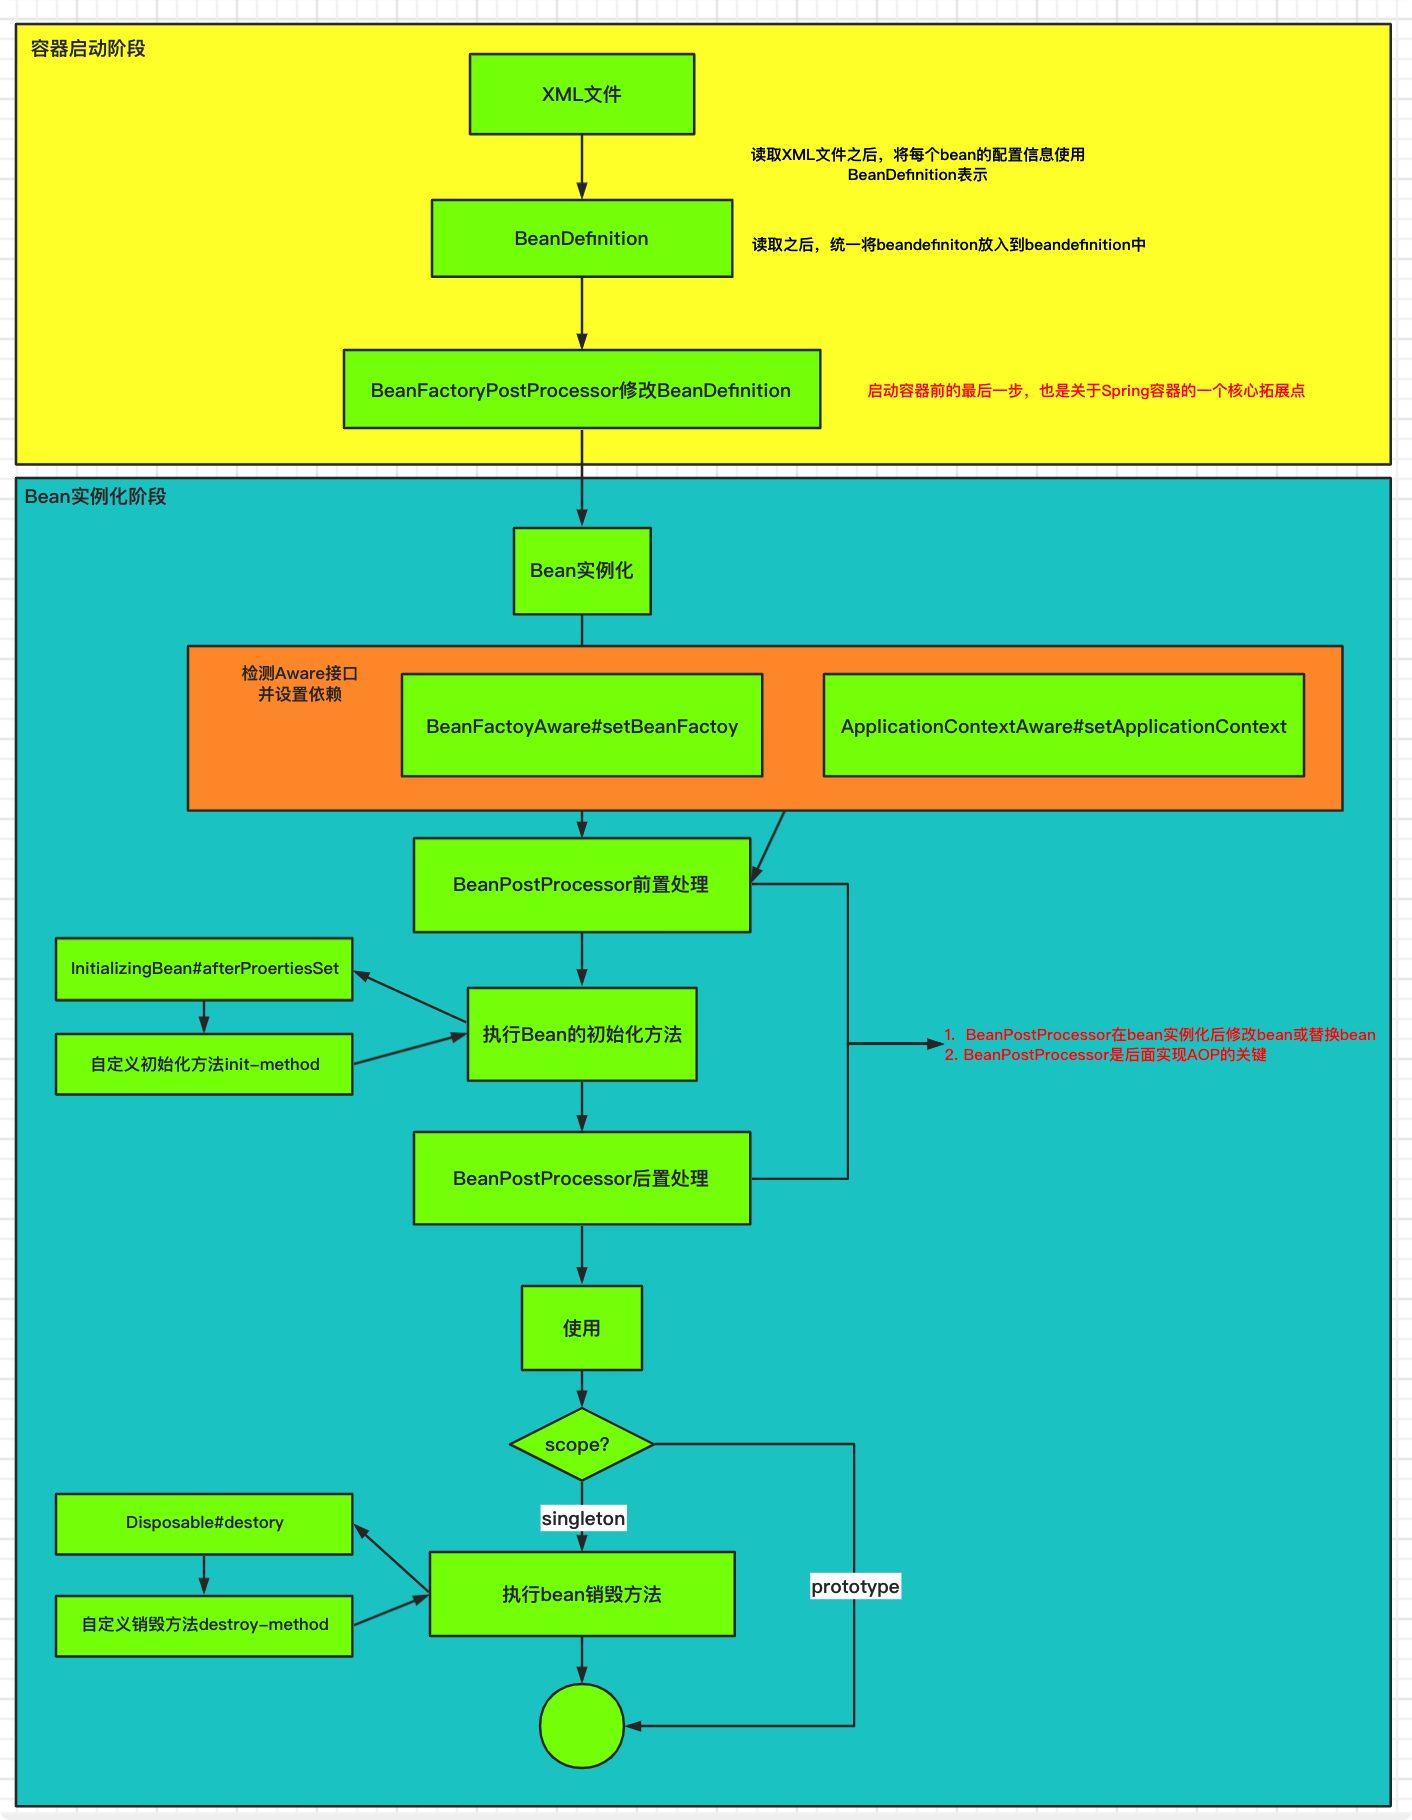 容器启动阶段
XML文件
读取XML文件之后，将每个bean的配置信息使用
BeanDefinition表示
BeanDefinition
读取之后，统一将beandefiniton放入到beandefinition中
BeanFactoryPostProcessor修改BeanDefinition
启动容器前的最后一步，也是关于Spring容器的一个核心拓展点
Bean实例化阶段
Bean实例化
检测Aware接口
并设置依赖
BeanFactoyAware#setBeanFactoy
ApplicationContextAware#setApplicationContext
BeanPostProcessor前置处理
InitializingBean#afterProertiesSet
执行Bean的初始化方法
自定义初始化方法init-method
1. BeanPostProcessor在bean实例化后修改bean或替换bean
2. BeanPostProcessor是后面实现AOP的关键
BeanPostProcessor后置处理
使用
scope?
singleton
Disposable#destory
prototype
执行bean销毁方法
自定义销毁方法destroy-method